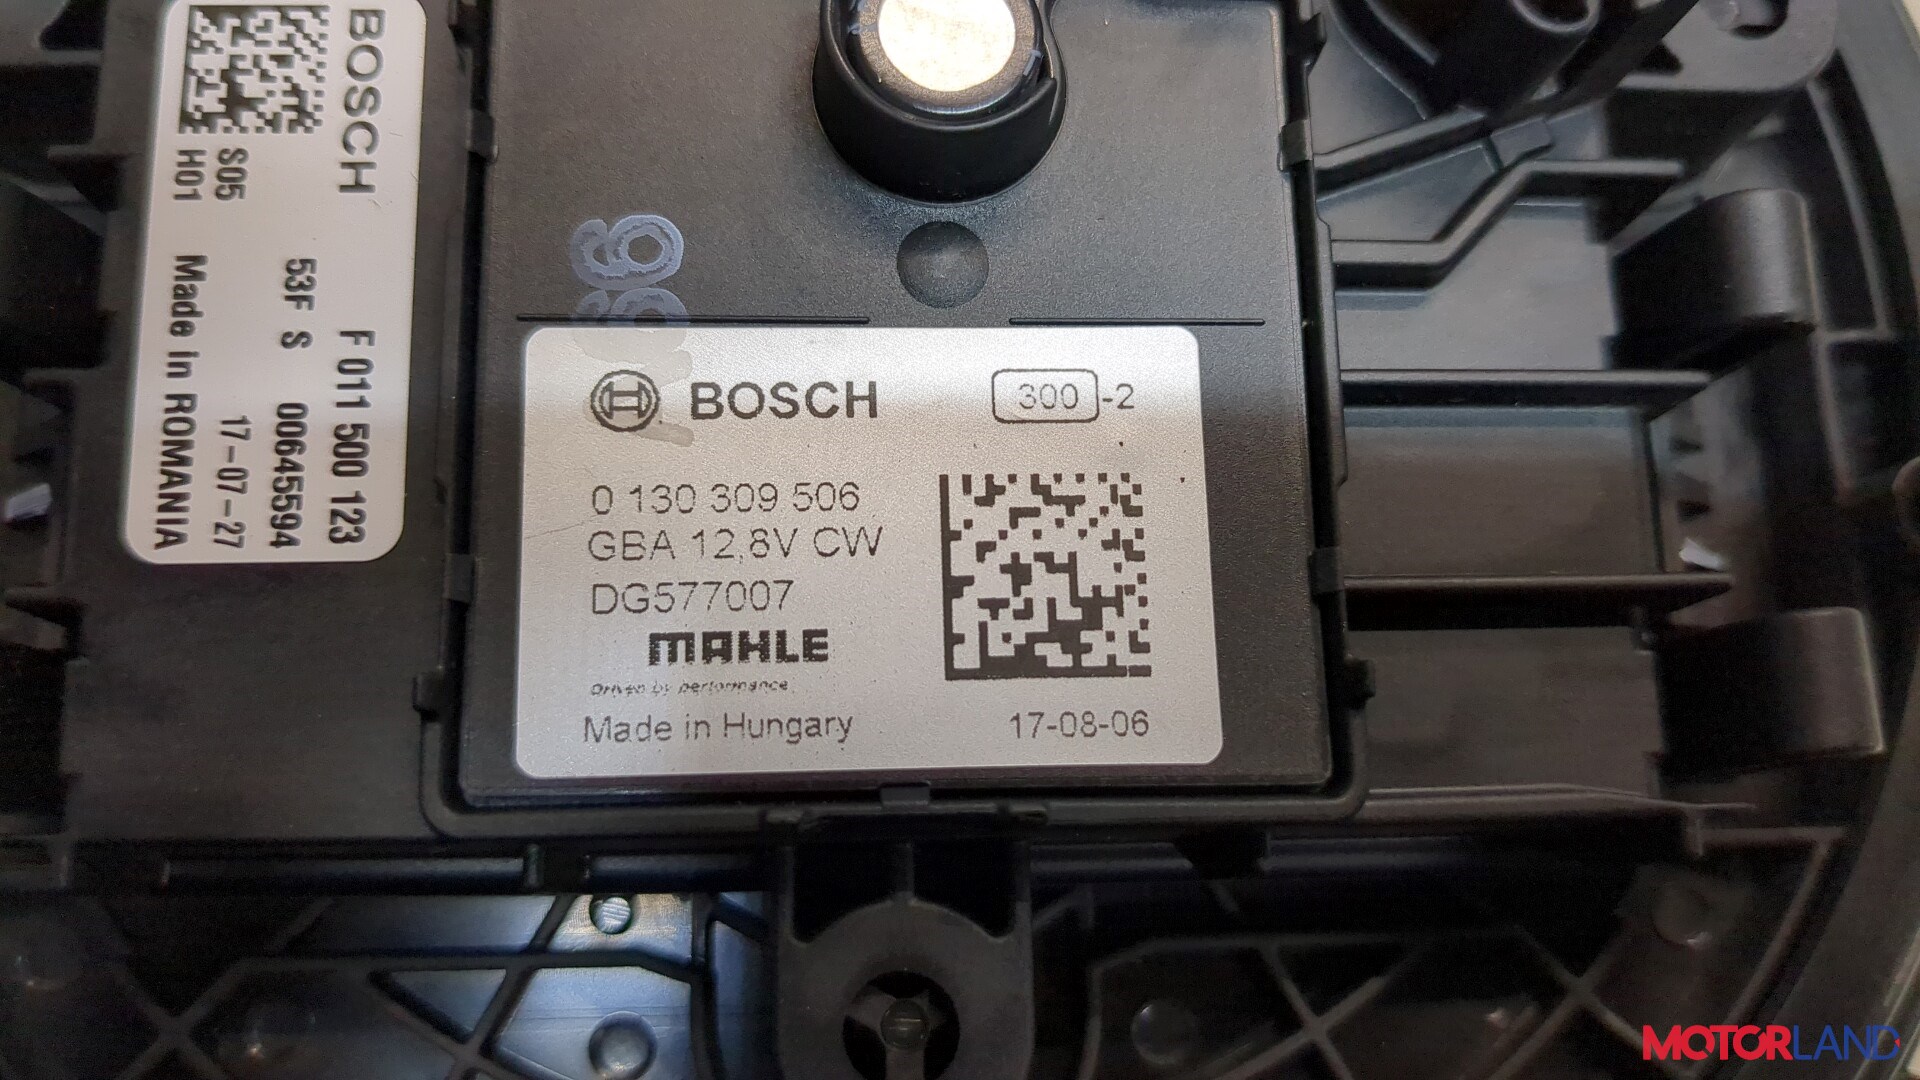 BOSCH
F 011 500 123
53F S 00645594
S05 17-07-27
H01 Made in ROMANIA
BOSCH 300 -2
0 130 309 506
GBA 12,8V CW
DG577007
MAHLE
Driven by performance
Made in Hungary 17-08-06
MOTORLAND